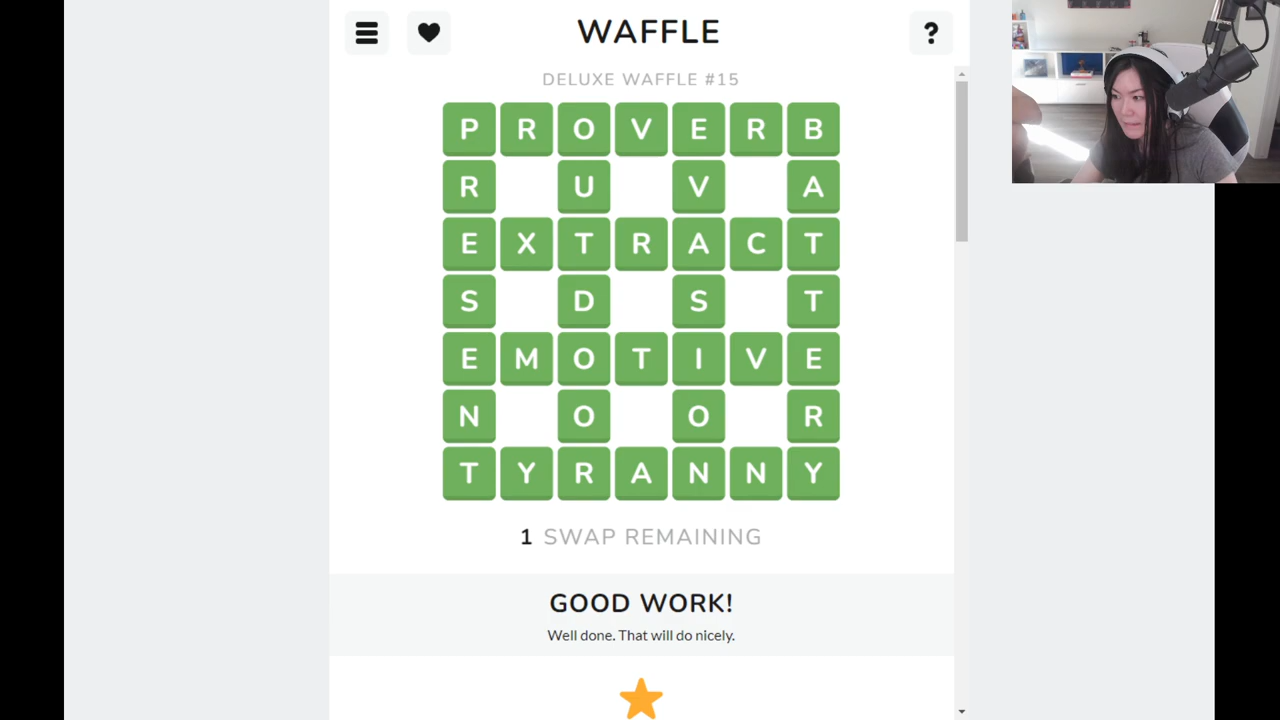 WAFFLE
?
DELUXE WAFFLE #15
P R O V E R B
R U V A
E X T R A C T
S D S T
E M O T I V E
N O O R
T Y R A N N Y
1 SWAP REMAINING
GOOD WORK!
Well done. That will do nicely.